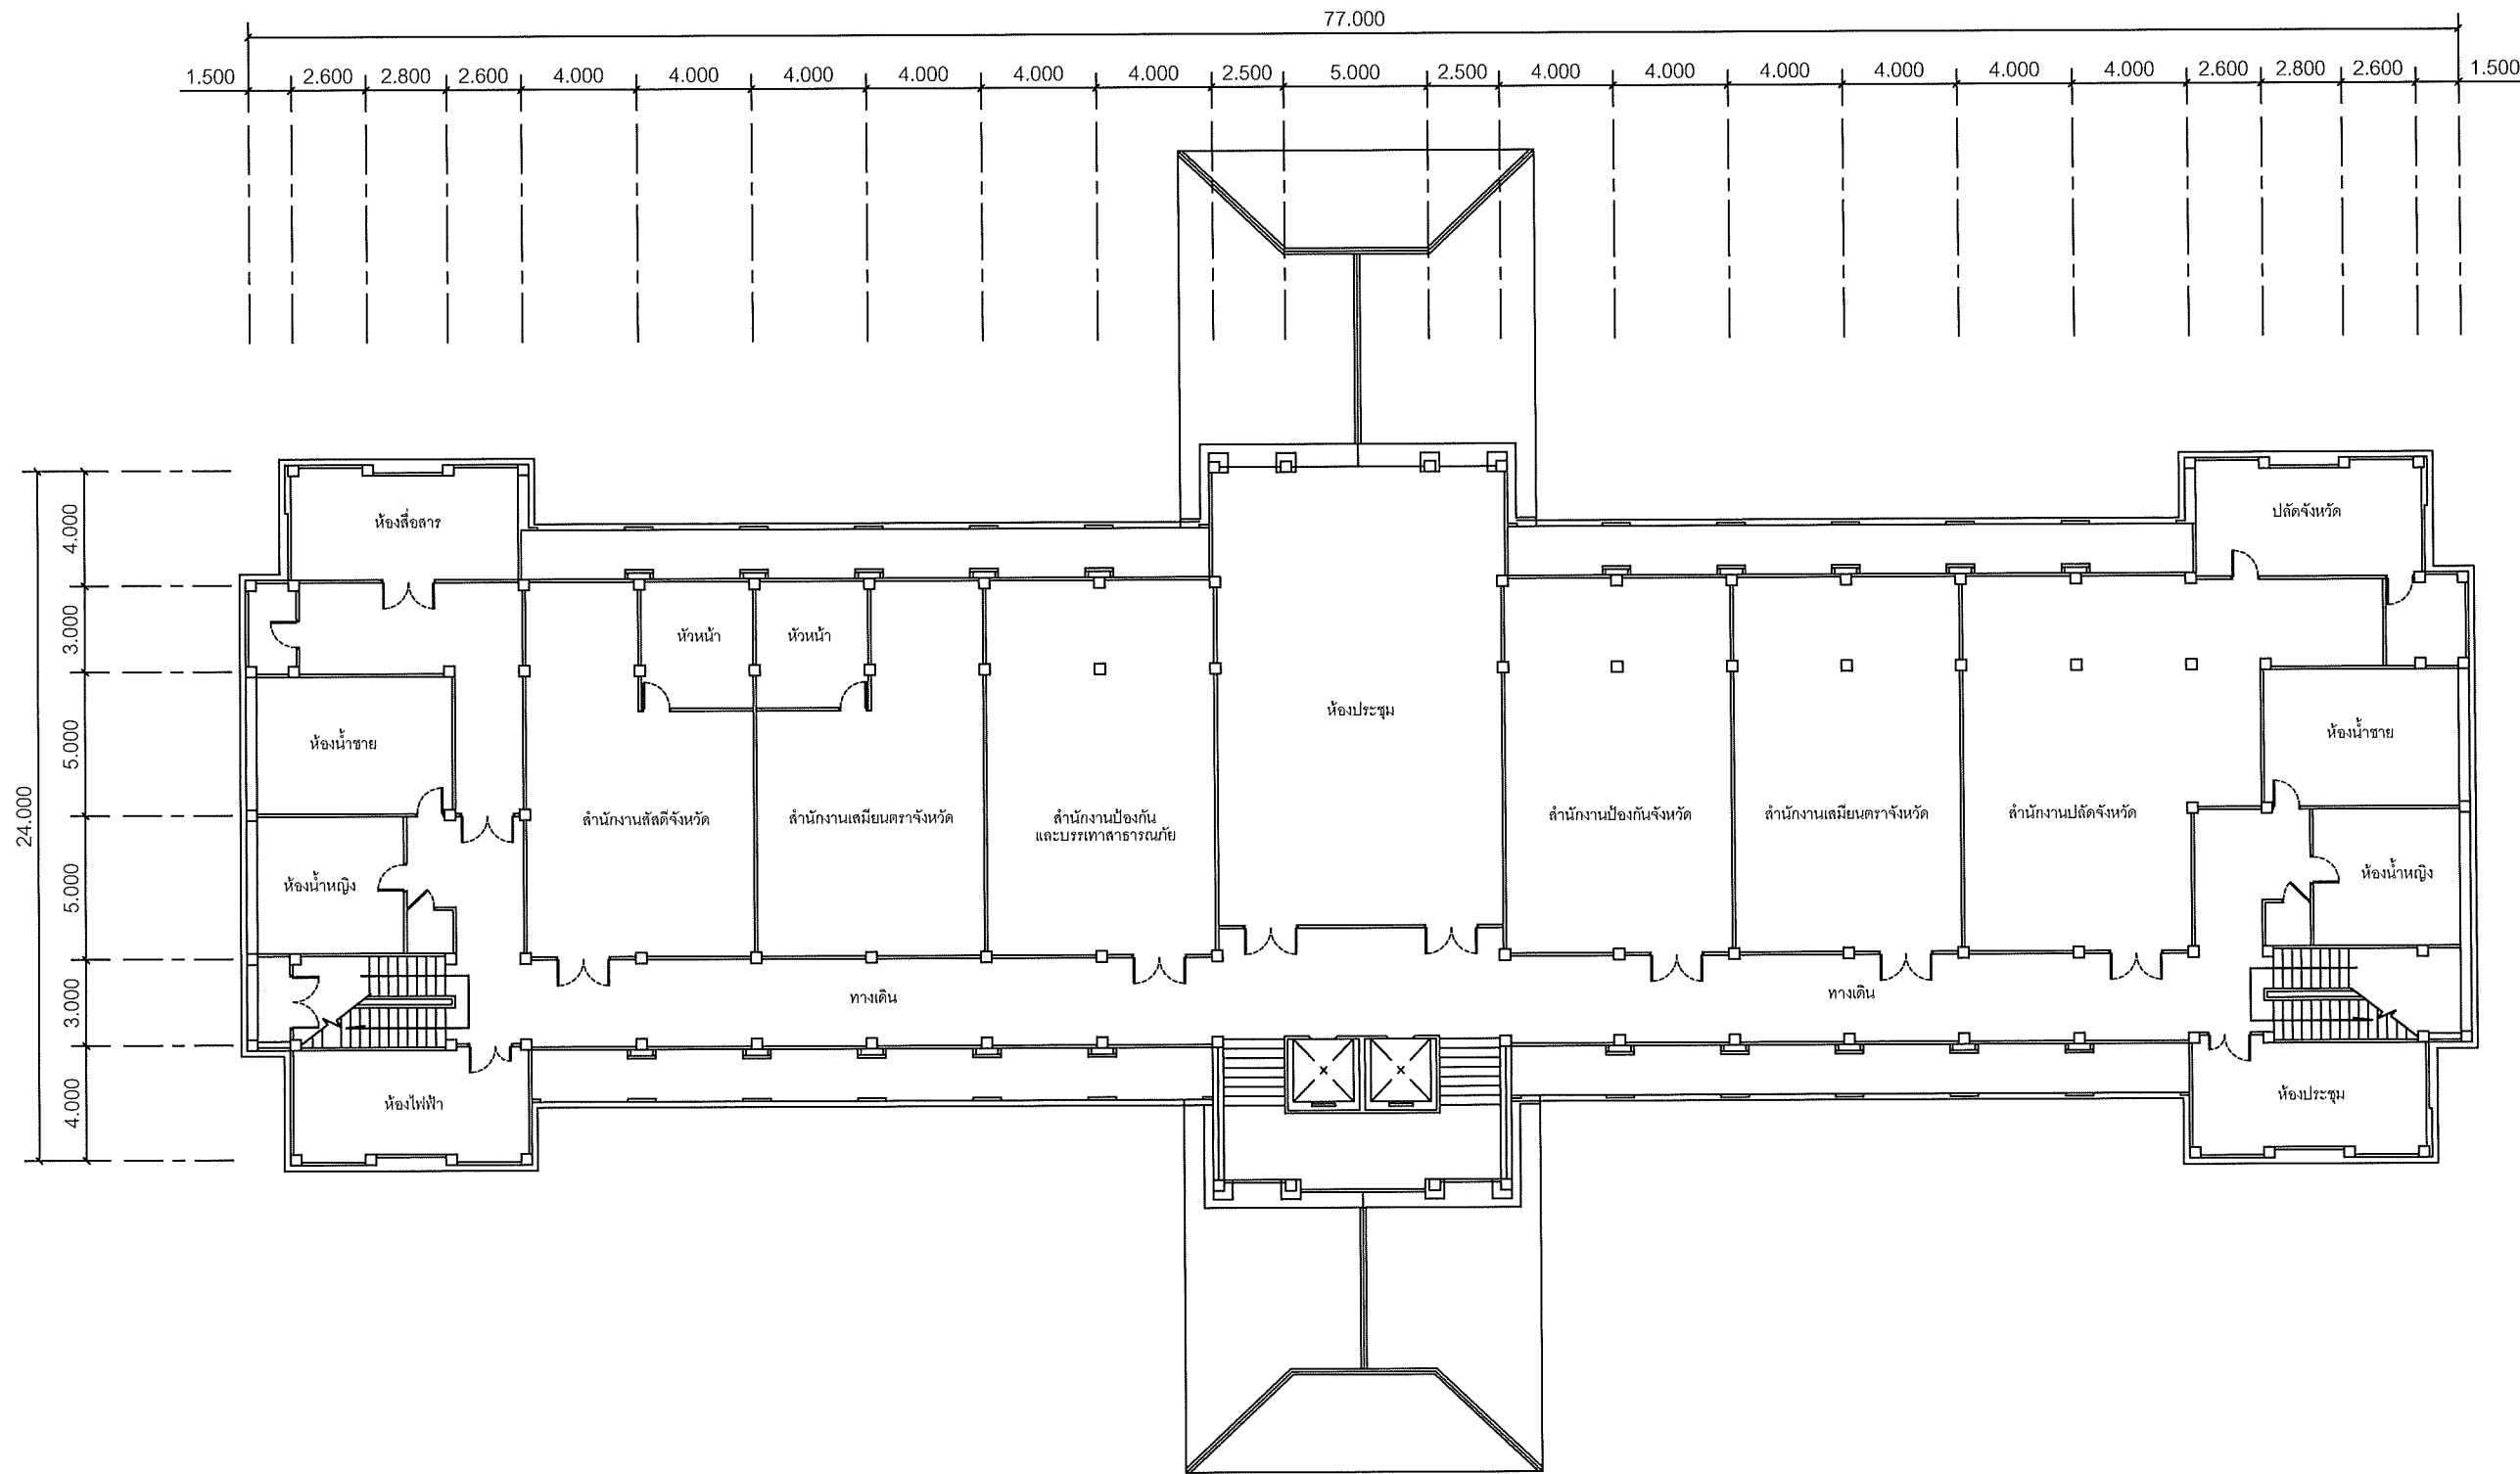 77.000
1.500 2.600 2.800 2.600 4.000 4.000 4.000 4.000 4.000 4.000 2.500 5.000 2.500 4.000 4.000 4.000 4.000 4.000 4.000 2.600 2.800 2.600 1.500
24.000
4.000
3.000
5.000
5.000
3.000
4.000
ห้องสื่อสาร
ปลัดจังหวัด
หัวหน้า
หัวหน้า
ห้องน้ำชาย
ห้องประชุม
ห้องน้ำชาย
สำนักงานสัสดีจังหวัด
สำนักงานเสมียนตราจังหวัด
สำนักงานป้องกัน
และบรรเทาสาธารณภัย
สำนักงานป้องกันจังหวัด
สำนักงานเสมียนตราจังหวัด
สำนักงานปลัดจังหวัด
ห้องน้ำหญิง
ห้องน้ำหญิง
ทางเดิน
ทางเดิน
x
x
ห้องไฟฟ้า
ห้องประชุม